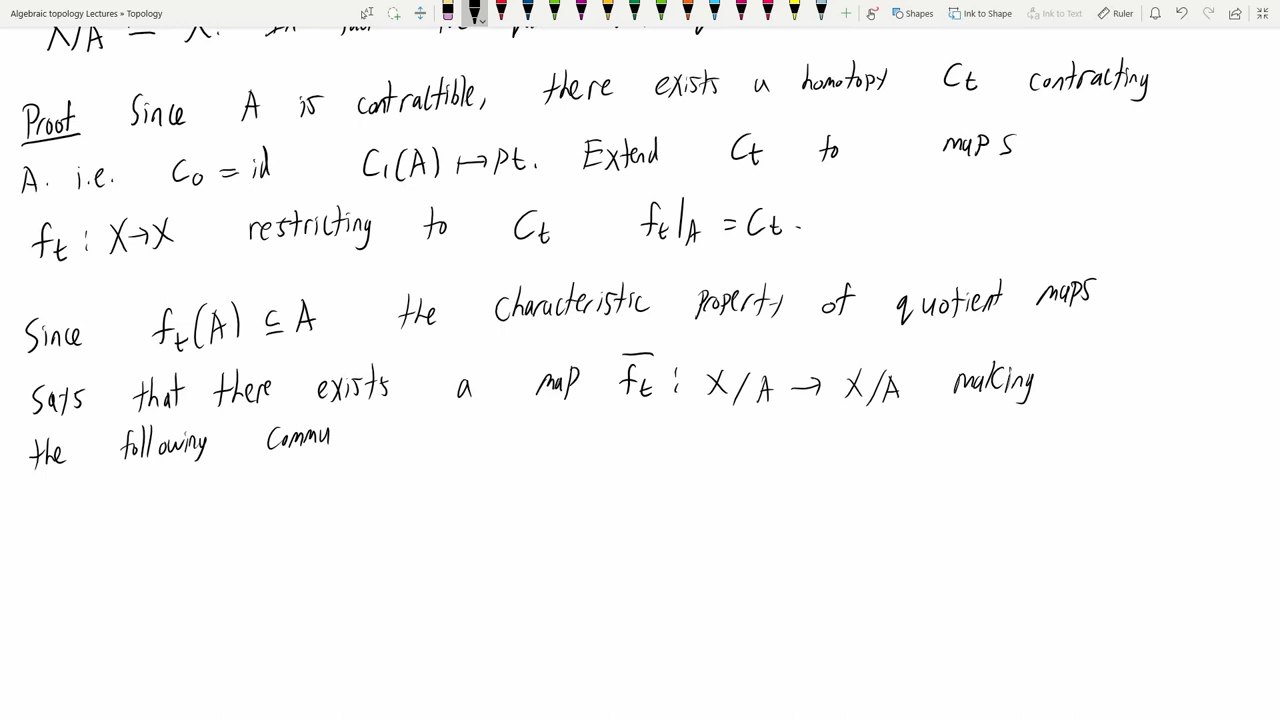 Algebraic topology Lectures » Topology
Shapes Ink to Shape Ink to Text Ruler
X/A
Proof Since A is contractible, there exists a homotopy Ct contracting
A. i.e. C₀ = id C₁(A) ↦ pt. Extend Ct to maps
ft : X→X restricting to Ct ft|A = Ct.
Since ft(A) ⊆ A the characteristic property of quotient maps
says that there exists a map f̅t : X/A → X/A making
the following commu